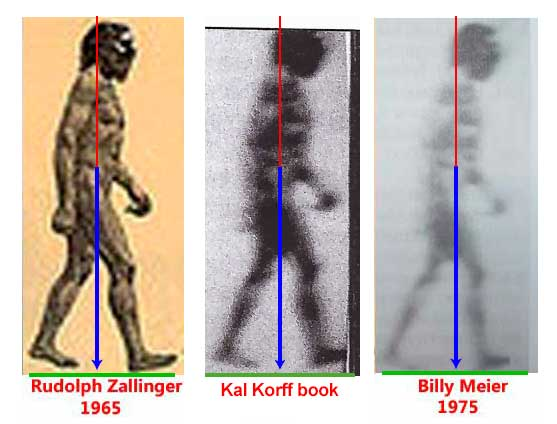 Rudolph Zallinger
1965
Kal Korff book
Billy Meier
1975